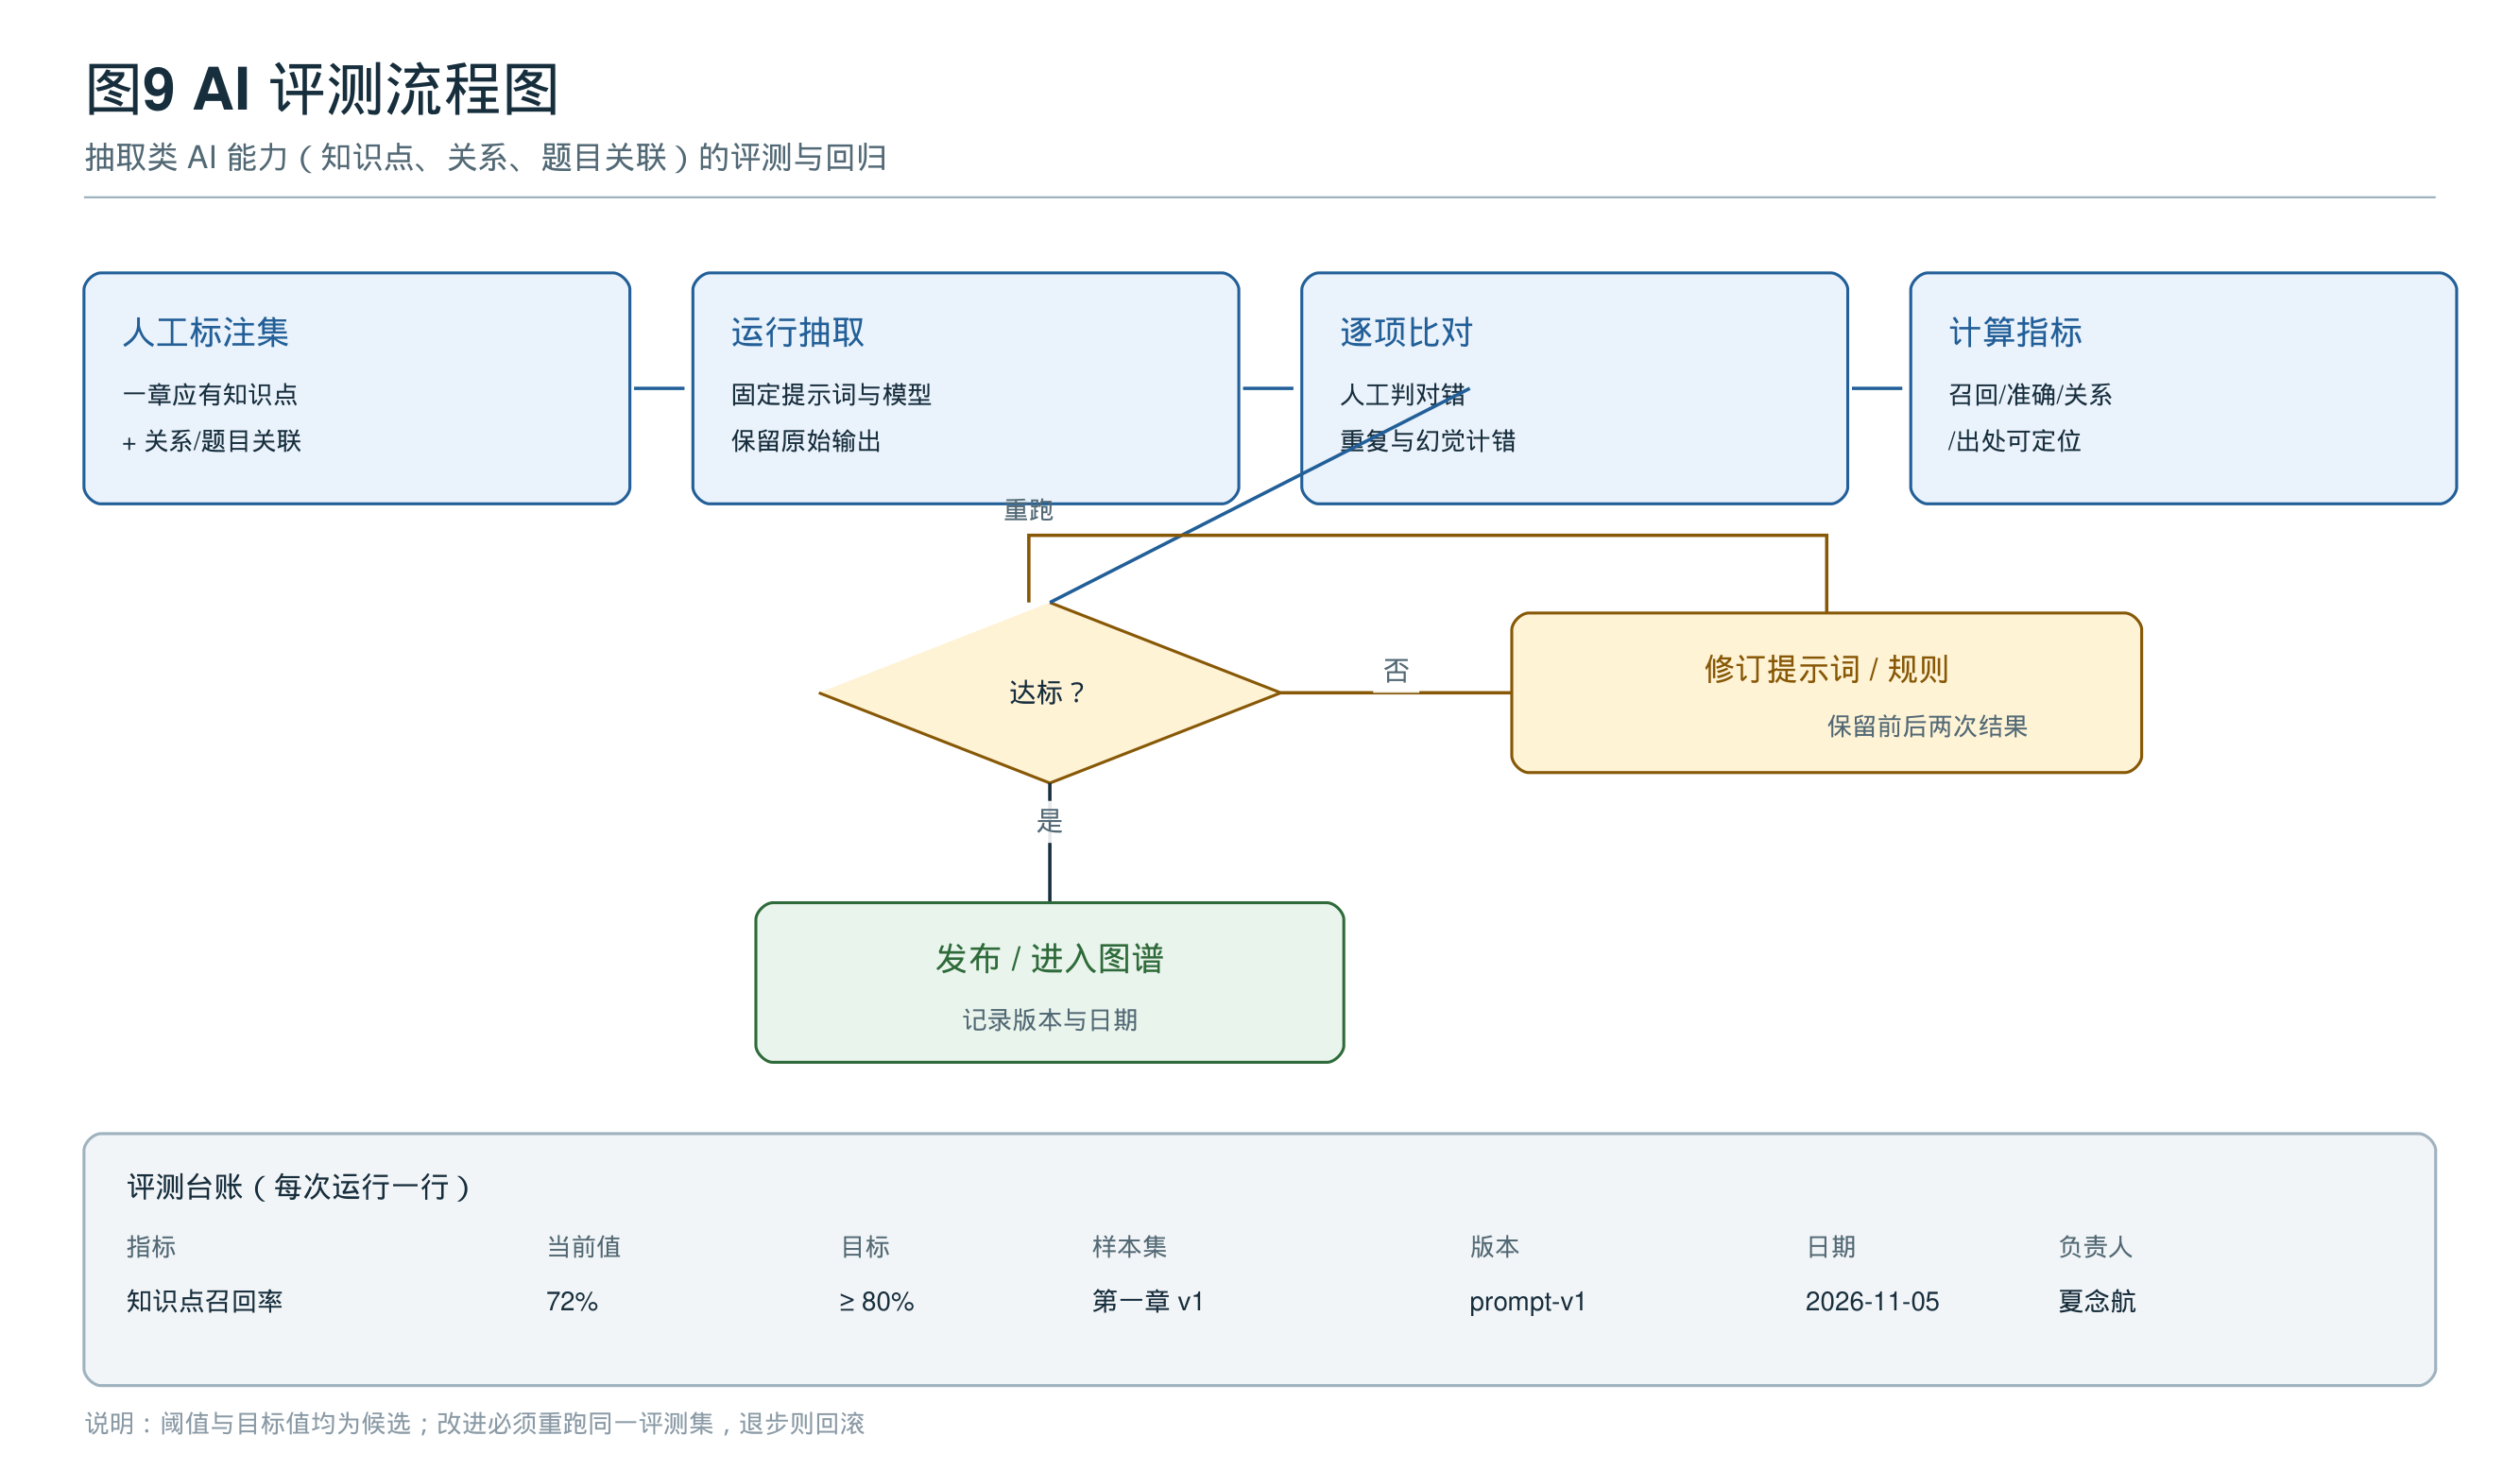 图9 AI 评测流程图
抽取类 AI 能力（知识点、关系、题目关联）的评测与回归
人工标注集
一章应有知识点
+ 关系/题目关联
运行抽取
固定提示词与模型
保留原始输出
逐项比对
人工判对错
重复与幻觉计错
计算指标
召回/准确/关系
/出处可定位
重跑
达标？
否
修订提示词 / 规则
保留前后两次结果
是
发布 / 进入图谱
记录版本与日期
评测台账（每次运行一行）
指标 当前值 目标 样本集 版本 日期 负责人
知识点召回率 72% ≥ 80% 第一章 v1 prompt-v1 2026-11-05 夏念航
说明：阈值与目标值均为候选；改进必须重跑同一评测集，退步则回滚